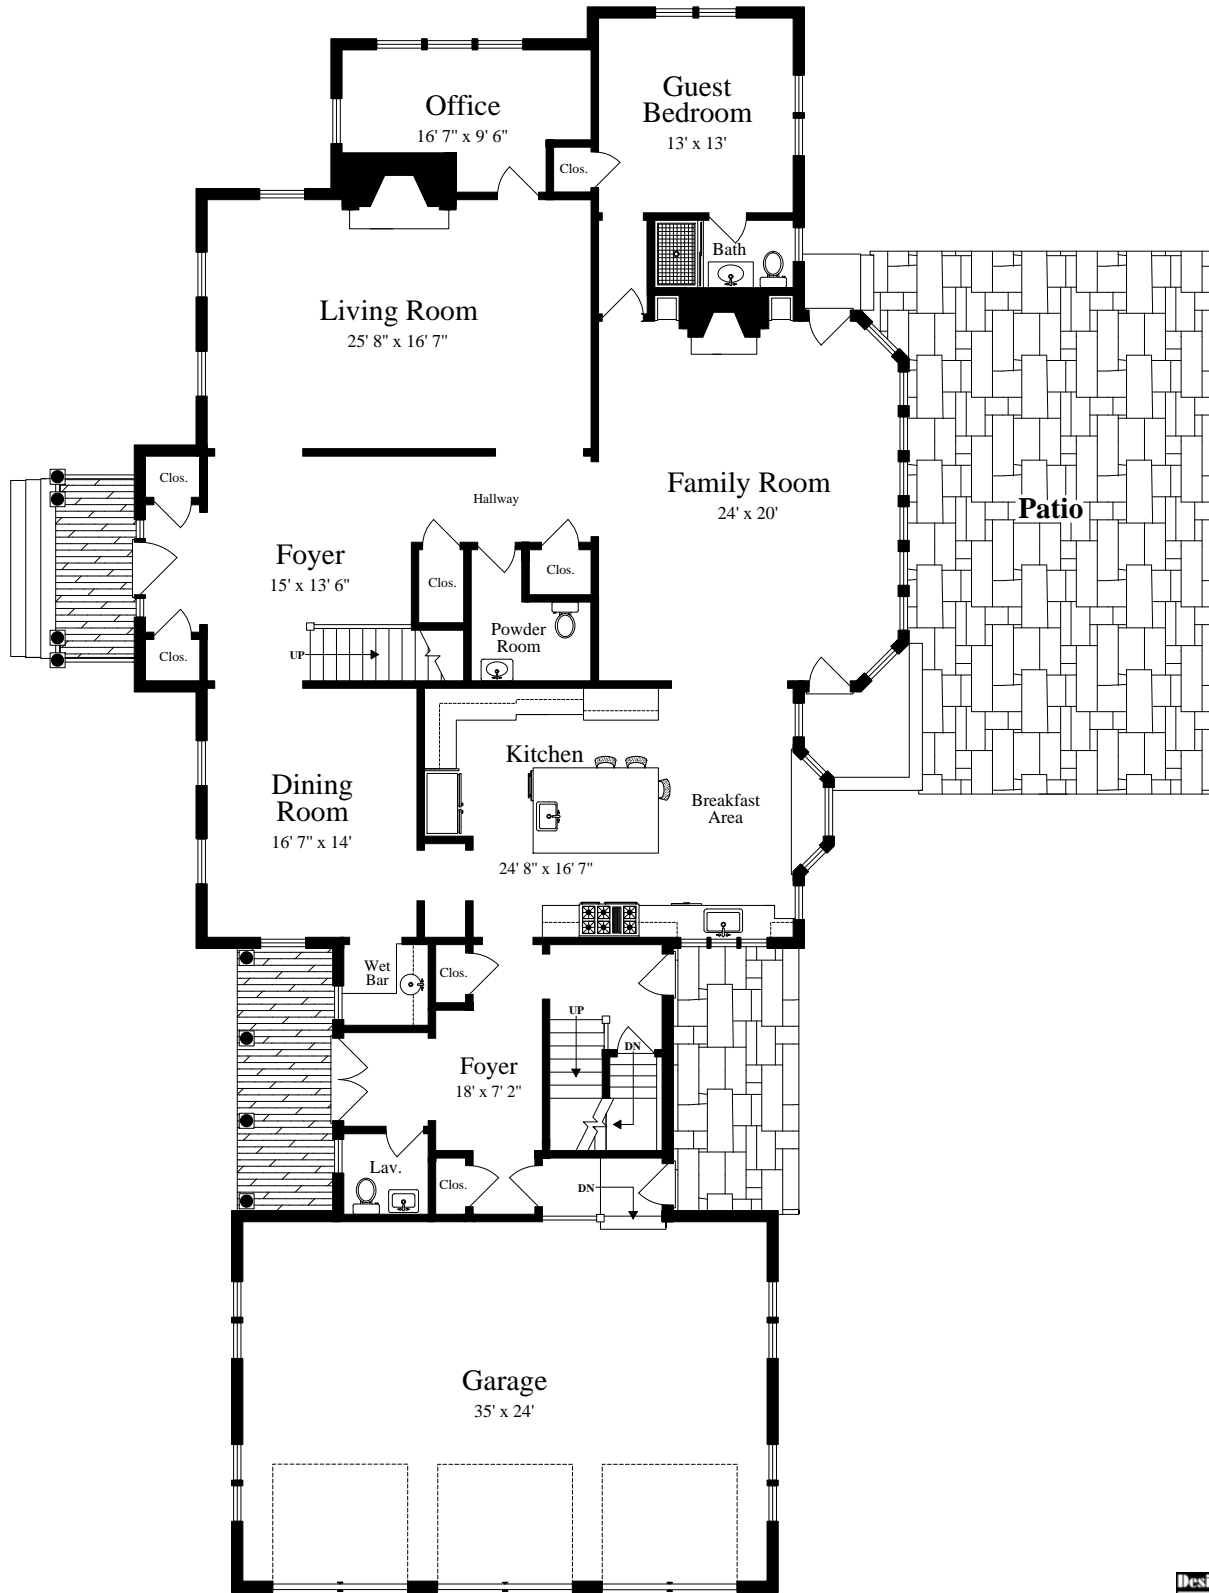 Guest
Bedroom
13' x 13'
Office
16' 7" x 9' 6"
Clos.
Bath
Living Room
25' 8" x 16' 7"
Clos.
Hallway
Family Room
24' x 20'
Patio
Foyer
15' x 13' 6"
Clos.
Clos.
Powder
Room
UP
Clos.
Kitchen
Dining
Room
16' 7" x 14'
Breakfast
Area
24' 8" x 16' 7"
Wet
Bar
Clos.
UP
DN
Foyer
18' x 7' 2"
Lav.
Clos.
DN
Garage
35' x 24'